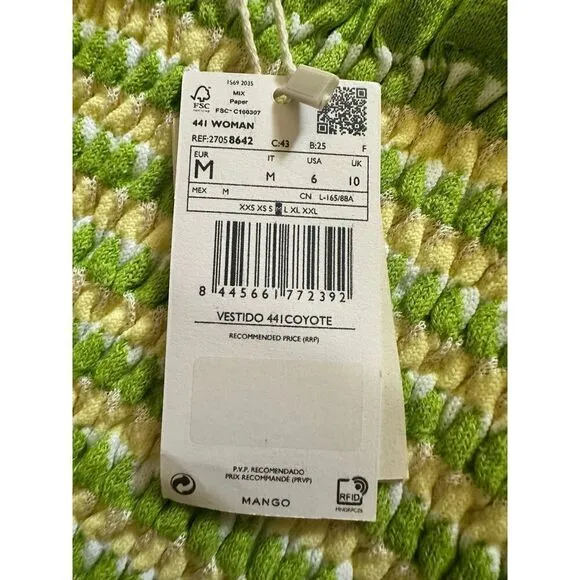 1569 2035
MIX
Paper
FSC
FSC™ C160307
441 WOMAN
REF:27058642 C:43 B:25 F
EUR IT USA UK
M M 6 10
MEX M CN L-165/88A
XXS XS S M L XL XXL
8 445661 772392
VESTIDO 441COYOTE
RECOMMENDED PRICE (RRP)
P.V.P. RECOMENDADO
PRIX RECOMMANDÉ (PRVP)
MANGO
RFID